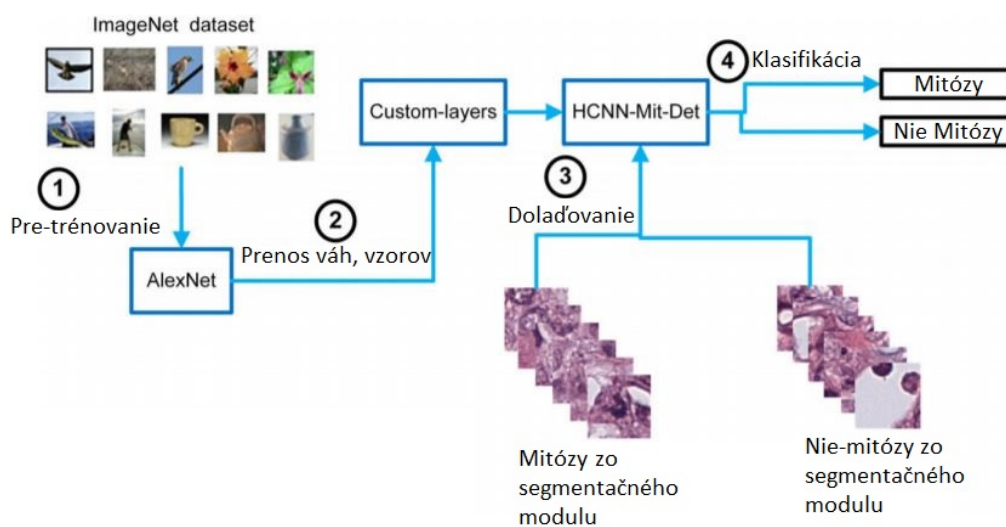 ImageNet dataset
1
Pre-trénovanie
AlexNet
2
Prenos váh, vzorov
Custom-layers
HCNN-Mit-Det
3
Dolaďovanie
4
Klasifikácia
Mitózy
Nie Mitózy
Mitózy zo
segmentačného
modulu
Nie-mitózy zo
segmentačného
modulu